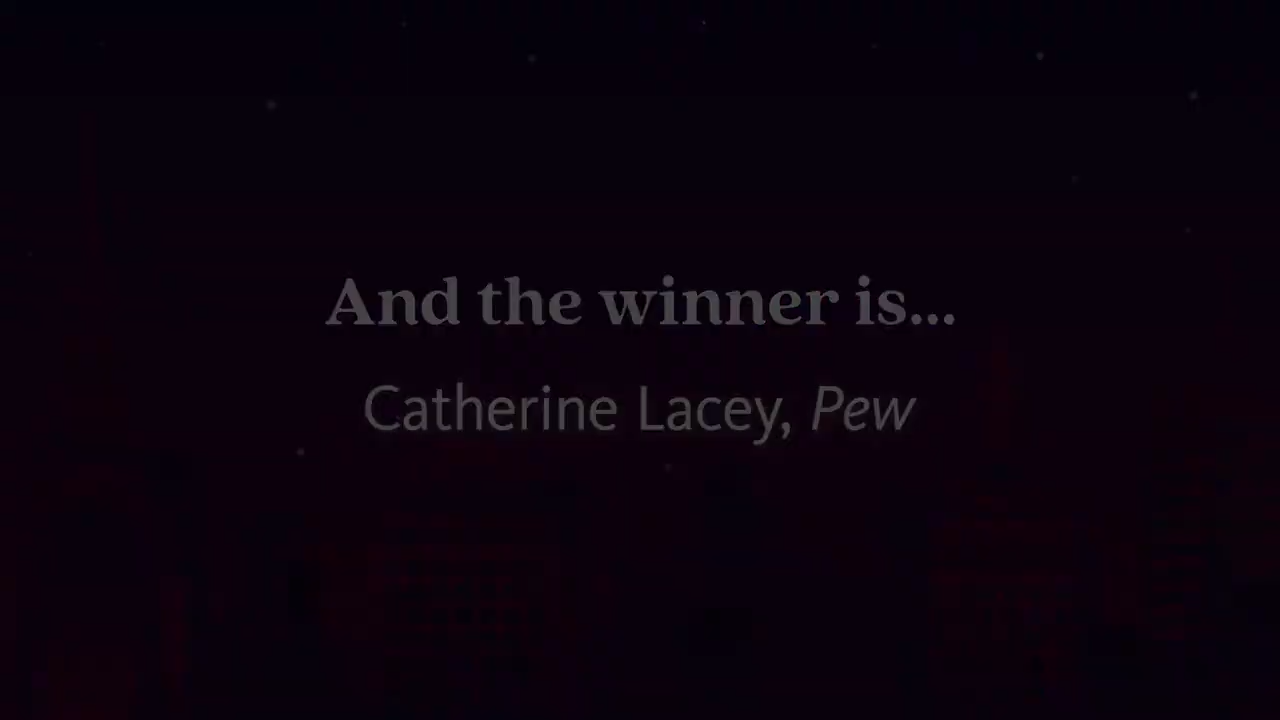 And the winner is...
Catherine Lacey, Pew